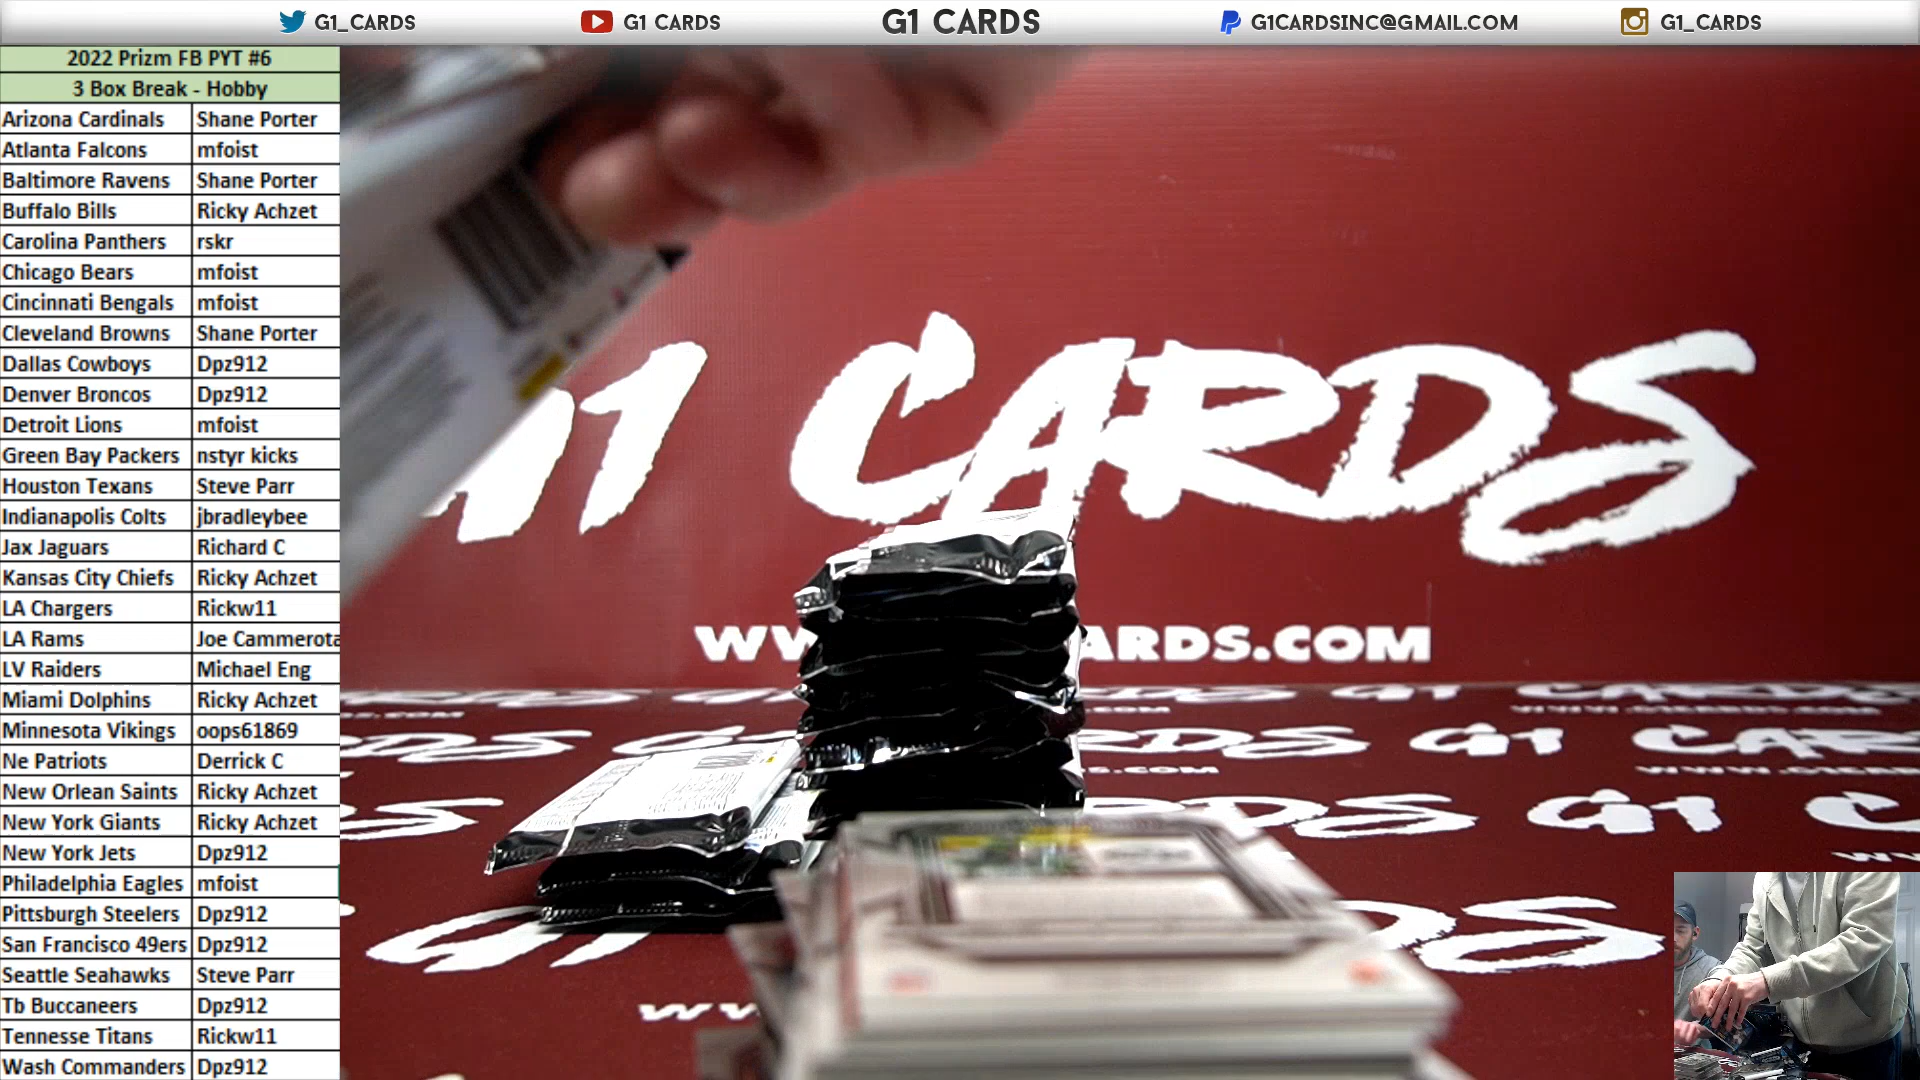 G1_CARDS G1 CARDS G1 CARDS G1CARDSINC@GMAIL.COM G1_CARDS
2022 Prizm FB PYT #6
3 Box Break - Hobby
Arizona Cardinals Shane Porter
Atlanta Falcons mfoist
Baltimore Ravens Shane Porter
Buffalo Bills Ricky Achzet
Carolina Panthers rskr
Chicago Bears mfoist
Cincinnati Bengals mfoist
Cleveland Browns Shane Porter
Dallas Cowboys Dpz912
Denver Broncos Dpz912
Detroit Lions mfoist
Green Bay Packers nstyr kicks
Houston Texans Steve Parr
Indianapolis Colts jbradleybee
Jax Jaguars Richard C
Kansas City Chiefs Ricky Achzet
LA Chargers Rickw11
LA Rams Joe Cammerota
LV Raiders Michael Eng
Miami Dolphins Ricky Achzet
Minnesota Vikings oops61869
Ne Patriots Derrick C
New Orlean Saints Ricky Achzet
New York Giants Ricky Achzet
New York Jets Dpz912
Philadelphia Eagles mfoist
Pittsburgh Steelers Dpz912
San Francisco 49ers Dpz912
Seattle Seahawks Steve Parr
Tb Buccaneers Dpz912
Tennesse Titans Rickw11
Wash Commanders Dpz912
G1 CARDS
ARDS.COM
G1
G1 CAR
G1
G1